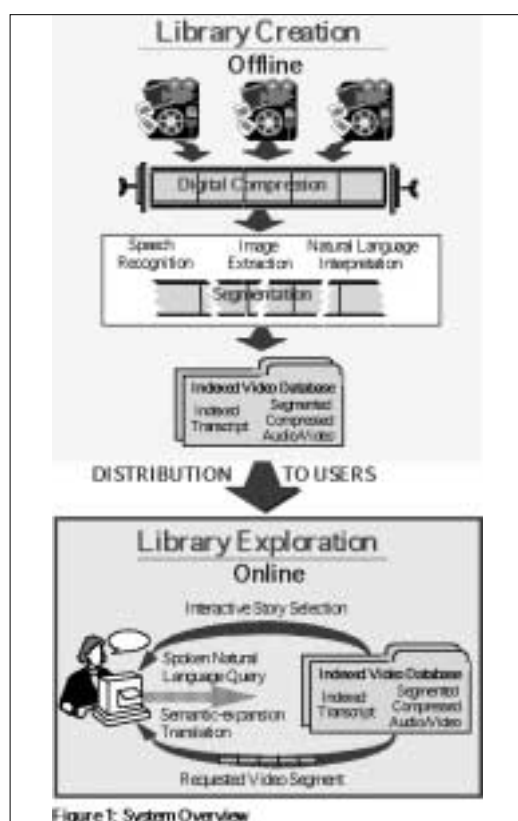 Library Creation
Offline
Digital Compression
Speech Recognition
Image Extraction
Natural Language Interpretation
Segmentation
Indexed Video Database
Indexed Transcript
Segmented Compressed Audio/Video
DISTRIBUTION TO USERS
Library Exploration
Online
Interactive Story Selection
Spoken Natural Language Query
Semantic-expansion Translation
Indexed Video Database
Indexed Transcript
Segmented Compressed Audio/Video
Requested Video Segment
Figure 1: System Overview